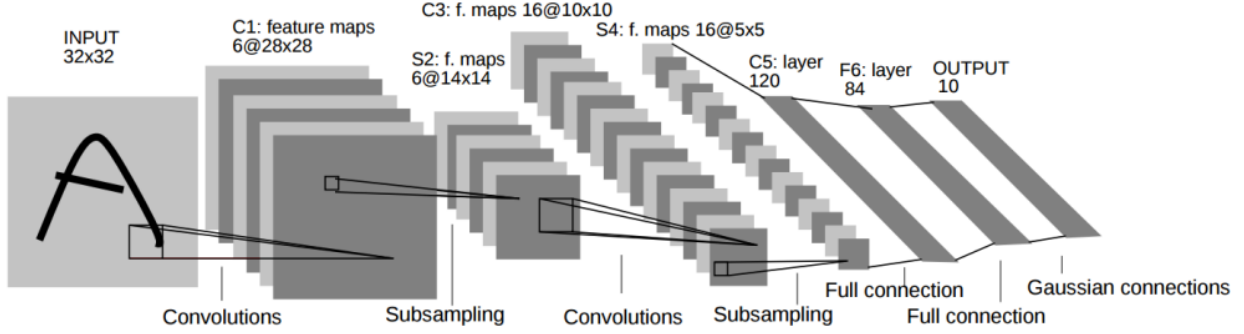 INPUT
32x32
C1: feature maps
6@28x28
S2: f. maps
6@14x14
C3: f. maps 16@10x10
S4: f. maps 16@5x5
C5: layer
120
F6: layer
84
OUTPUT
10
Convolutions
Subsampling
Convolutions
Subsampling
Full connection
Full connection
Gaussian connections